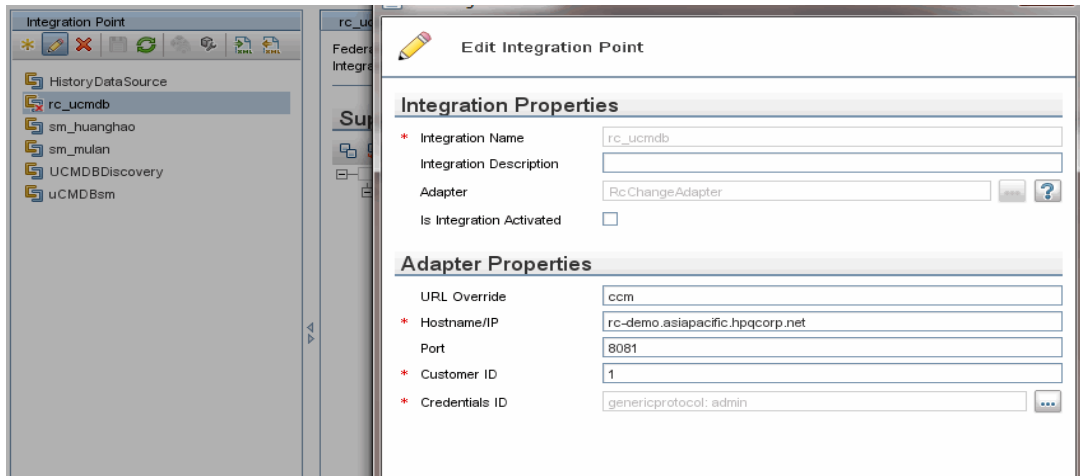 Integration Point
HistoryDataSource
rc_ucmdb
sm_huanghao
sm_mulan
UCMDBDiscovery
uCMDBsm
rc_uc
Federa
Integra
Sup
Edit Integration Point
Integration Properties
* Integration Name rc_ucmdb
Integration Description
Adapter RcChangeAdapter ... ?
Is Integration Activated
Adapter Properties
URL Override ccm
* Hostname/IP rc-demo.asiapacific.hpqcorp.net
Port 8081
* Customer ID 1
* Credentials ID genericprotocol: admin ...